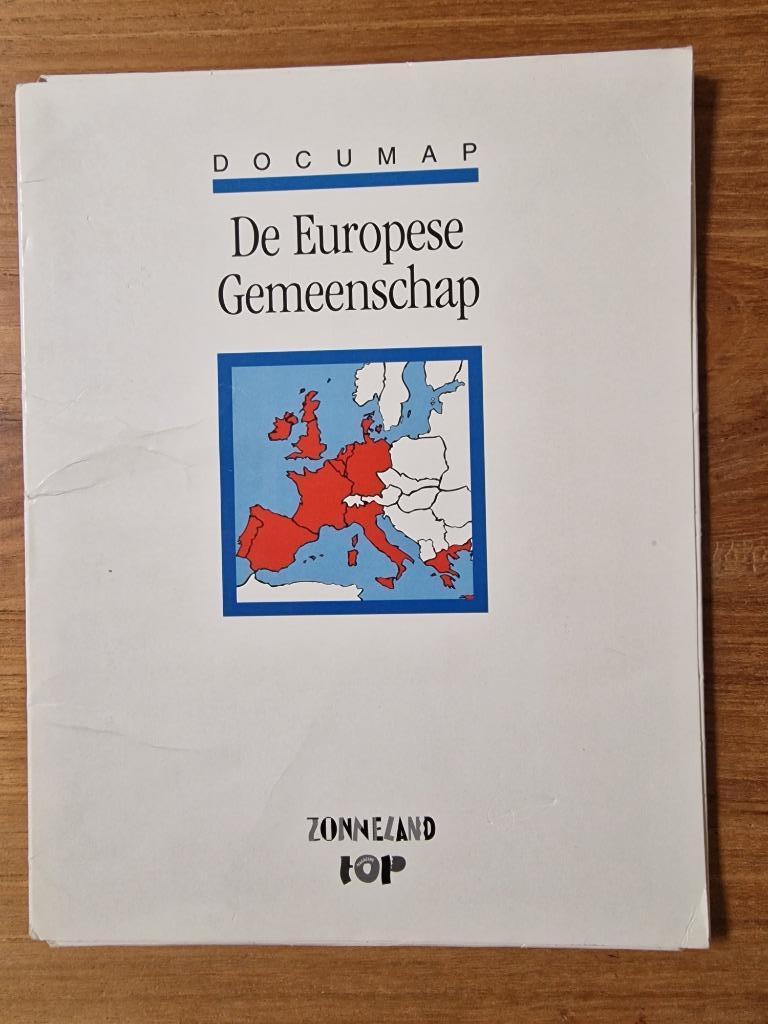 DOCUMAP
De Europese
Gemeenschap
ZONNELAND
TOP